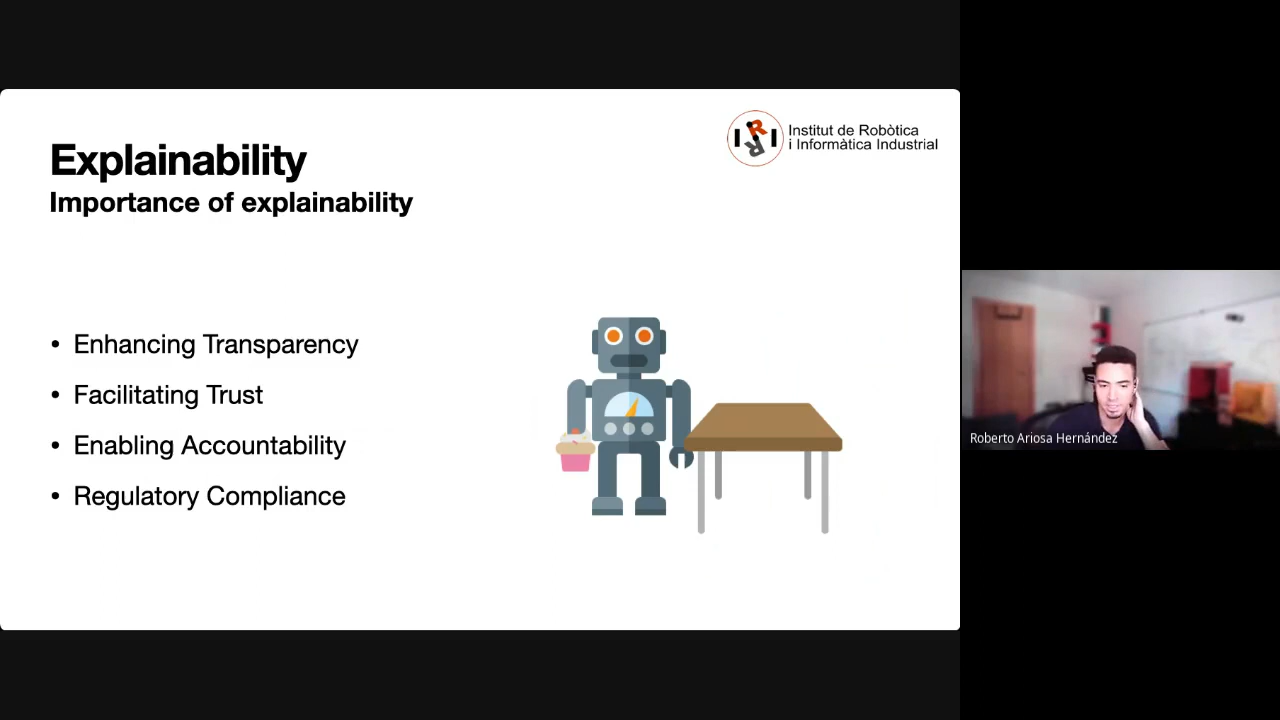 Explainability
Importance of explainability
IRI
Institut de Robòtica
i Informàtica Industrial
• Enhancing Transparency
• Facilitating Trust
• Enabling Accountability
• Regulatory Compliance
Roberto Ariosa Hernández